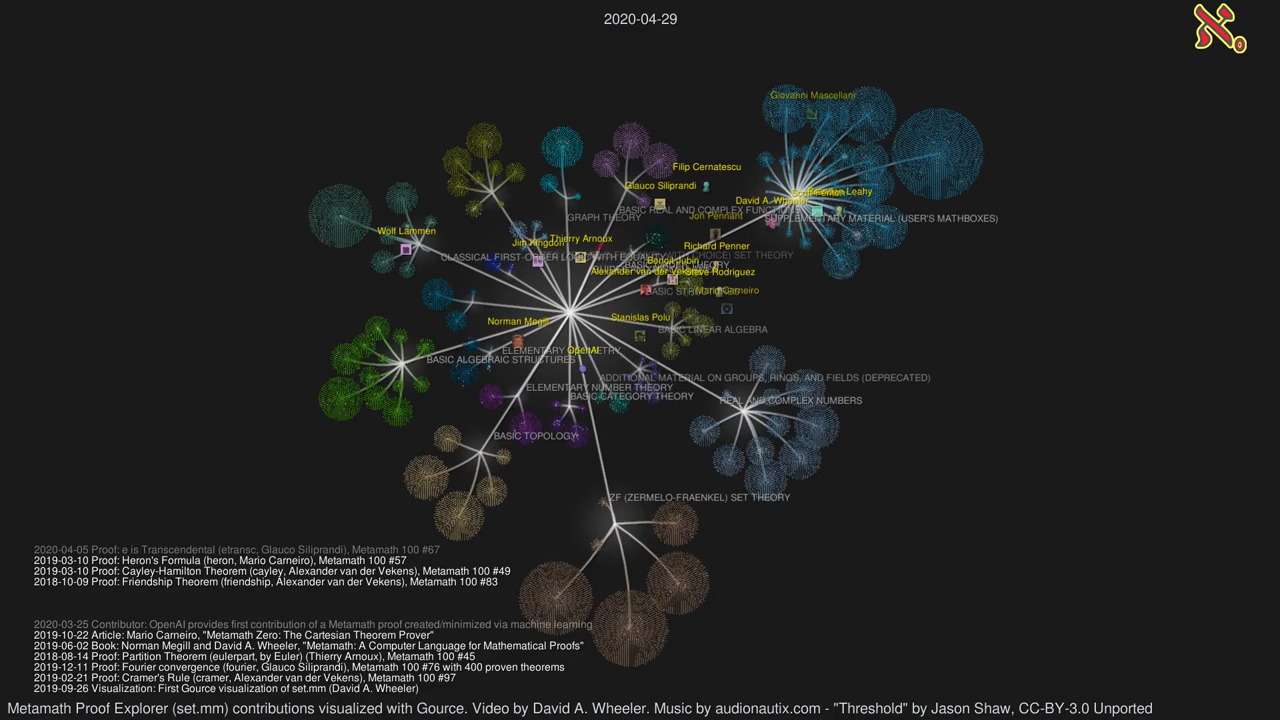 2020-04-29
Giovanni Mascellani
Filip Cernatescu
Glauco Siliprandi
David A. Wheeler
Leahy
BASIC REAL AND COMPLEX FUNCTIONS
Jon Pennant
GRAPH THEORY
SUPPLEMENTARY MATERIAL (USER'S MATHBOXES)
Wolf Lammen
Jim Kingdon
Thierry Arnoux
Richard Penner
CLASSICAL FIRST-ORDER LOGIC WITH EQUALITY
CHOICE) SET THEORY
Benoit Jubin
Alexander van der Vekens
Steve Rodriguez
BASIC STRUCTURES
Mario Carneiro
Norman Megill
Stanislas Polu
BASIC LINEAR ALGEBRA
OpenAI
ELEMENTARY GEOMETRY
BASIC ALGEBRAIC STRUCTURES
ADDITIONAL MATERIAL ON GROUPS, RINGS, AND FIELDS (DEPRECATED)
ELEMENTARY NUMBER THEORY
BASIC CATEGORY THEORY
REAL AND COMPLEX NUMBERS
BASIC TOPOLOGY
ZF (ZERMELO-FRAENKEL) SET THEORY
2020-04-05 Proof: e is Transcendental (etransc, Glauco Siliprandi), Metamath 100 #67
2019-03-10 Proof: Heron's Formula (heron, Mario Carneiro), Metamath 100 #57
2019-03-10 Proof: Cayley-Hamilton Theorem (cayley, Alexander van der Vekens), Metamath 100 #49
2018-10-09 Proof: Friendship Theorem (friendship, Alexander van der Vekens), Metamath 100 #83
2020-03-25 Contributor: OpenAI provides first contribution of a Metamath proof created/minimized via machine learning
2019-10-22 Article: Mario Carneiro, "Metamath Zero: The Cartesian Theorem Prover"
2019-06-02 Book: Norman Megill and David A. Wheeler, "Metamath: A Computer Language for Mathematical Proofs"
2018-08-14 Proof: Partition Theorem (eulerpart, by Euler) (Thierry Arnoux), Metamath 100 #45
2019-12-11 Proof: Fourier convergence (fourier, Glauco Siliprandi), Metamath 100 #76 with 400 proven theorems
2019-02-21 Proof: Cramer's Rule (cramer, Alexander van der Vekens), Metamath 100 #97
2019-09-26 Visualization: First Gource visualization of set.mm (David A. Wheeler)
Metamath Proof Explorer (set.mm) contributions visualized with Gource. Video by David A. Wheeler. Music by audionautix.com - "Threshold" by Jason Shaw, CC-BY-3.0 Unported